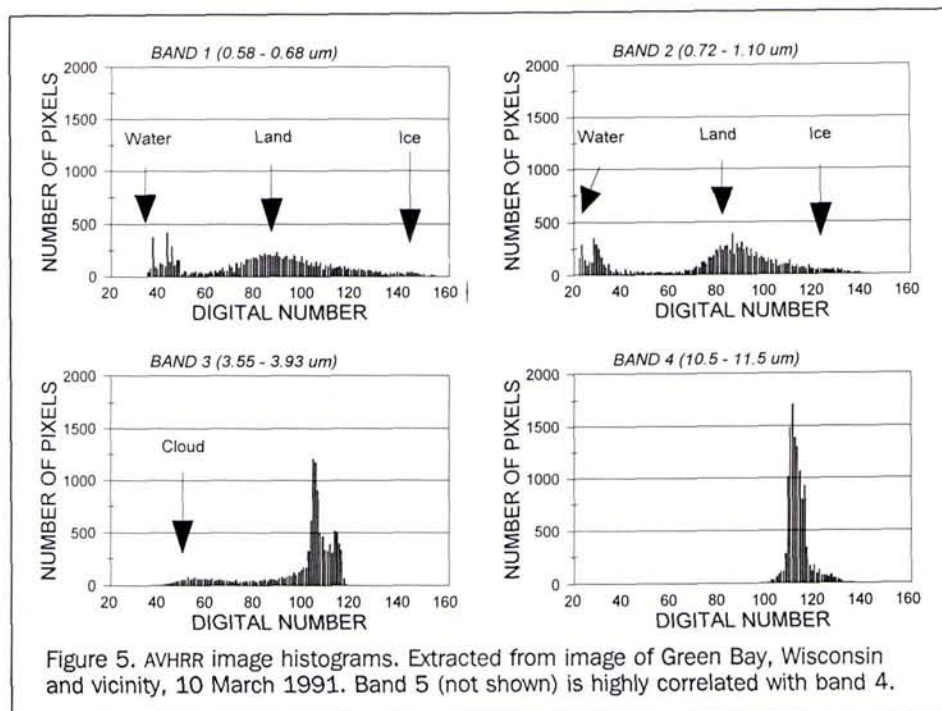 BAND 1 (0.58 - 0.68 um)
NUMBER OF PIXELS
2000
1500
1000
500
0
Water
Land
Ice
20 40 60 80 100 120 140 160
DIGITAL NUMBER
BAND 2 (0.72 - 1.10 um)
NUMBER OF PIXELS
2000
1500
1000
500
0
Water
Land
Ice
20 40 60 80 100 120 140 160
DIGITAL NUMBER
BAND 3 (3.55 - 3.93 um)
NUMBER OF PIXELS
2000
1500
1000
500
0
Cloud
20 40 60 80 100 120 140 160
DIGITAL NUMBER
BAND 4 (10.5 - 11.5 um)
NUMBER OF PIXELS
2000
1500
1000
500
0
20 40 60 80 100 120 140 160
DIGITAL NUMBER
Figure 5. AVHRR image histograms. Extracted from image of Green Bay, Wisconsin
and vicinity, 10 March 1991. Band 5 (not shown) is highly correlated with band 4.